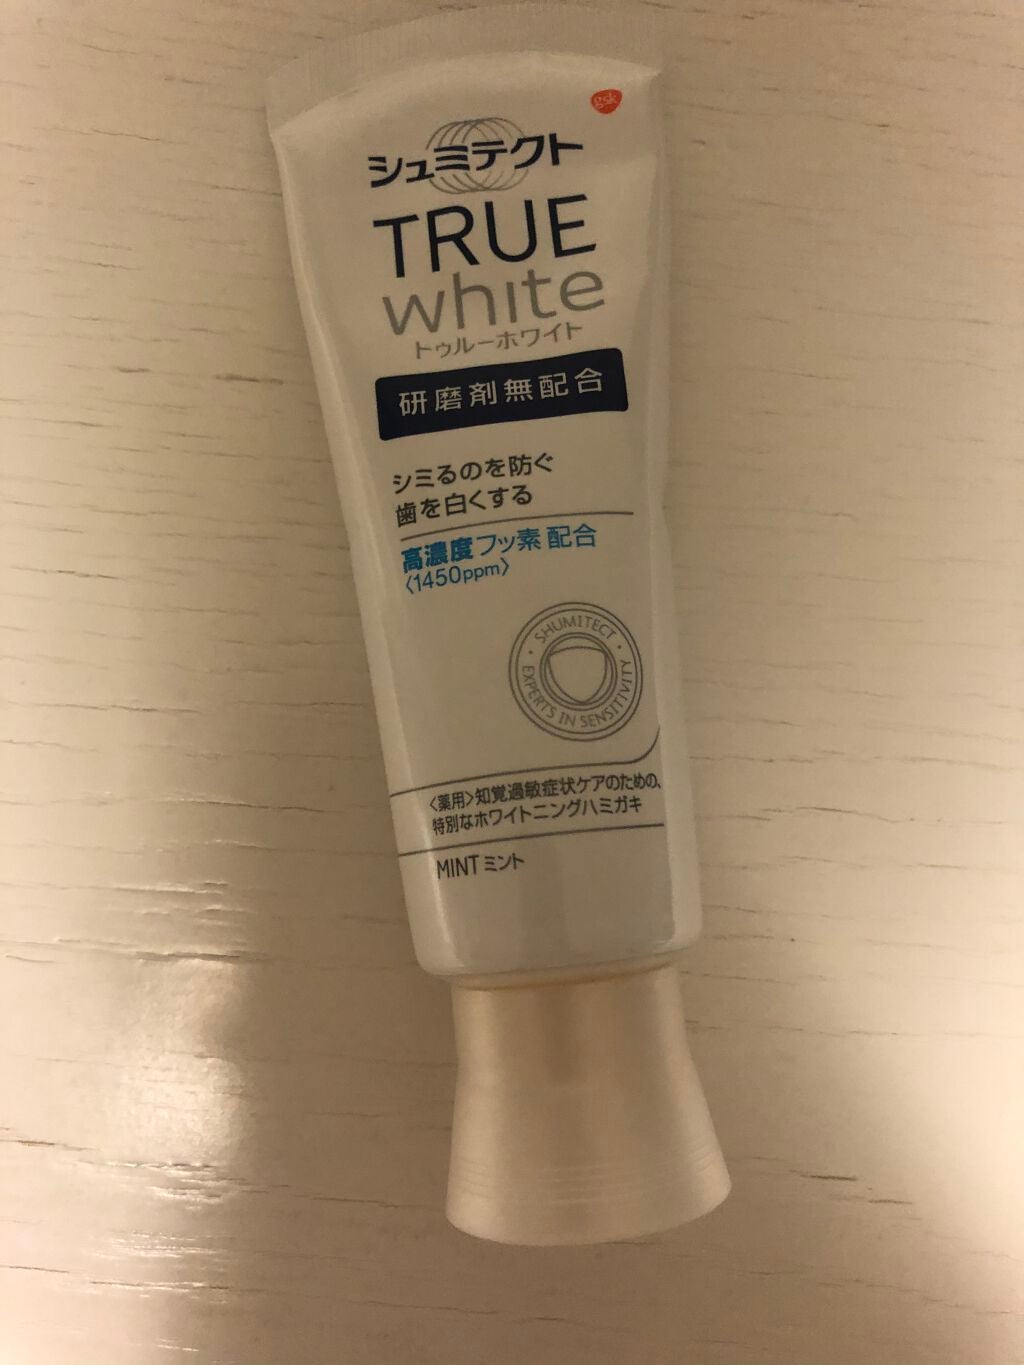 gsk
シュミテクト
TRUE
white
トゥルーホワイト
研磨剤無配合
シミるのを防ぐ
歯を白くする
高濃度フッ素 配合
〈1450ppm〉
・SHUMITECT・
EXPERTS IN SENSITIVITY
〈薬用〉知覚過敏症状ケアのための、
特別なホワイトニングハミガキ
MINT ミント